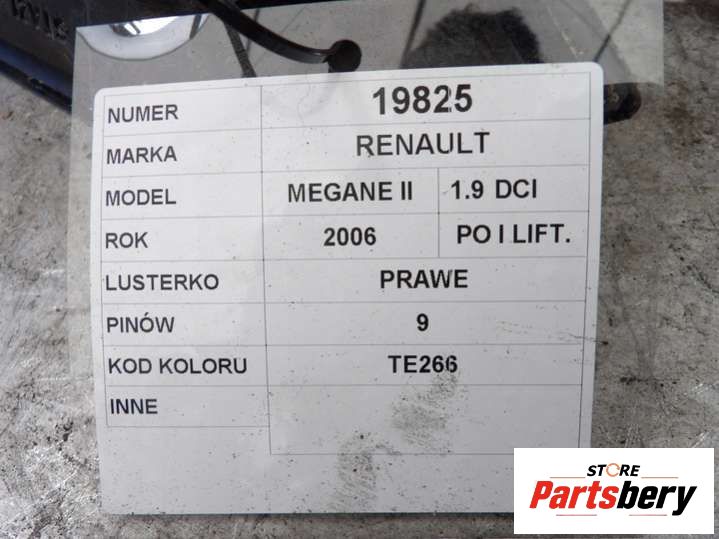 NUMER 19825
MARKA RENAULT
MODEL MEGANE II 1.9 DCI
ROK 2006 PO I LIFT.
LUSTERKO PRAWE
PINÓW 9
KOD KOLORU TE266
INNE
STORE
Partsbery